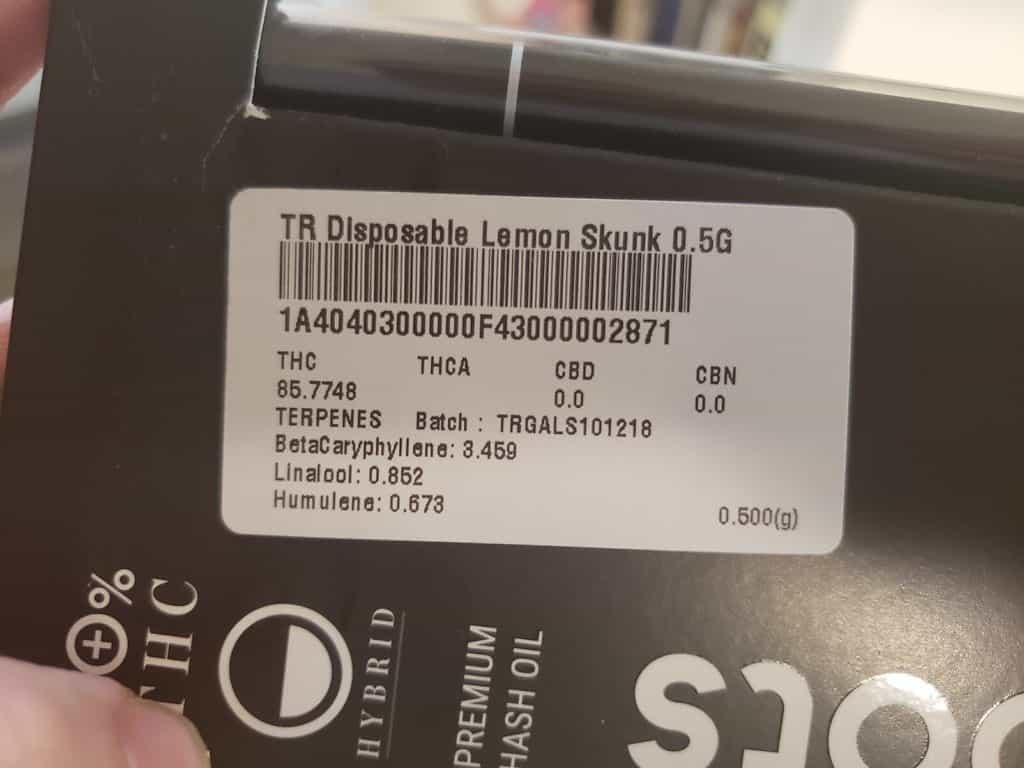 TR Disposable Lemon Skunk 0.5G
1A4040300000F43000002871
THC THCA CBD CBN
85.7748 0.0 0.0
TERPENES Batch : TRGALS101218
BetaCaryphyllene: 3.459
Linalool: 0.852
Humulene: 0.673
0.500(g)
%
THC
HYBRID
PREMIUM
HASH OIL